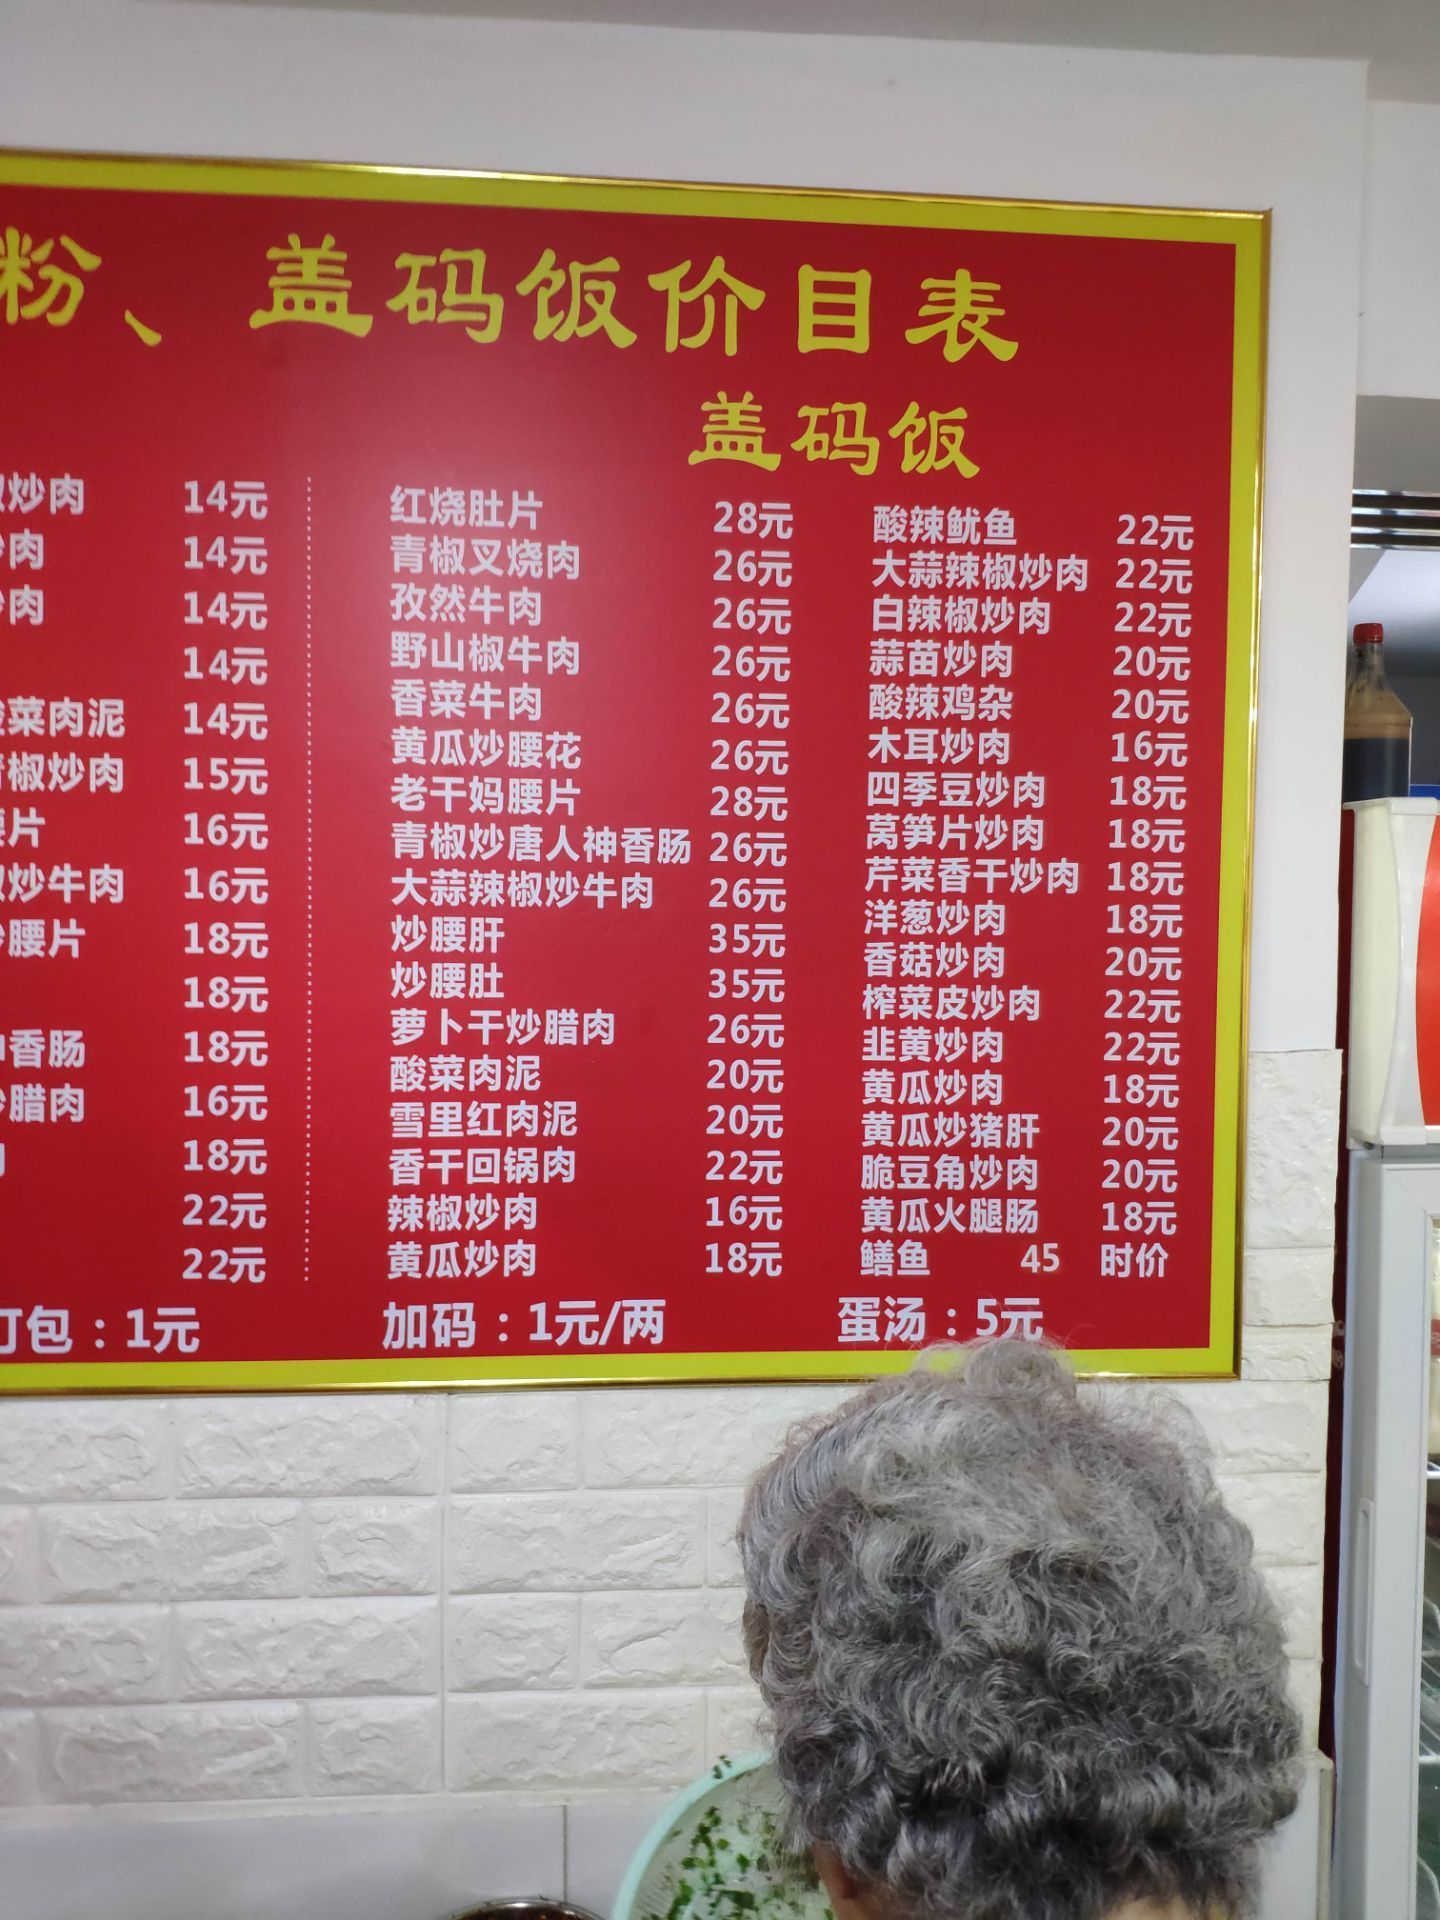 粉、盖码饭价目表
盖码饭
炒肉 14元
肉 14元
肉 14元
14元
菜肉泥 14元
椒炒肉 15元
片 16元
炒牛肉 16元
腰片 18元
18元
香肠 18元
腊肉 16元
18元
22元
22元
红烧肚片 28元
青椒叉烧肉 26元
孜然牛肉 26元
野山椒牛肉 26元
香菜牛肉 26元
黄瓜炒腰花 26元
老干妈腰片 28元
青椒炒唐人神香肠 26元
大蒜辣椒炒牛肉 26元
炒腰肝 35元
炒腰肚 35元
萝卜干炒腊肉 26元
酸菜肉泥 20元
雪里红肉泥 20元
香干回锅肉 22元
辣椒炒肉 16元
黄瓜炒肉 18元
酸辣鱿鱼 22元
大蒜辣椒炒肉 22元
白辣椒炒肉 22元
蒜苗炒肉 20元
酸辣鸡杂 20元
木耳炒肉 16元
四季豆炒肉 18元
莴笋片炒肉 18元
芹菜香干炒肉 18元
洋葱炒肉 18元
香菇炒肉 20元
榨菜皮炒肉 22元
韭黄炒肉 22元
黄瓜炒肉 18元
黄瓜炒猪肝 20元
脆豆角炒肉 20元
黄瓜火腿肠 18元
鳝鱼 45 时价
打包：1元 加码：1元/两 蛋汤：5元